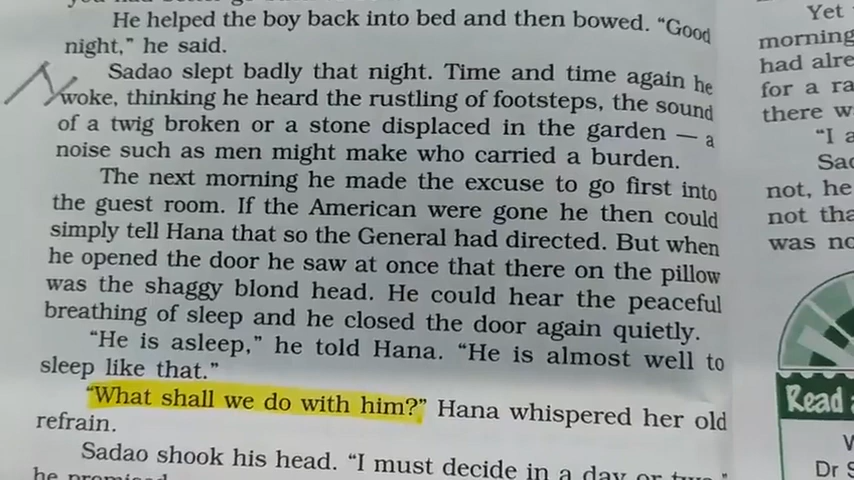 He helped the boy back into bed and then bowed. “Good
night,” he said.
Sadao slept badly that night. Time and time again he
woke, thinking he heard the rustling of footsteps, the sound
of a twig broken or a stone displaced in the garden — a
noise such as men might make who carried a burden.
The next morning he made the excuse to go first into
the guest room. If the American were gone he then could
simply tell Hana that so the General had directed. But when
he opened the door he saw at once that there on the pillow
was the shaggy blond head. He could hear the peaceful
breathing of sleep and he closed the door again quietly.
“He is asleep,” he told Hana. “He is almost well to
sleep like that.”
“What shall we do with him?” Hana whispered her old
refrain.
Sadao shook his head. “I must decide in a day or two,”
he promised.
Yet
morning
had
for a
there
“I
not, he
not
was
Read
Dr